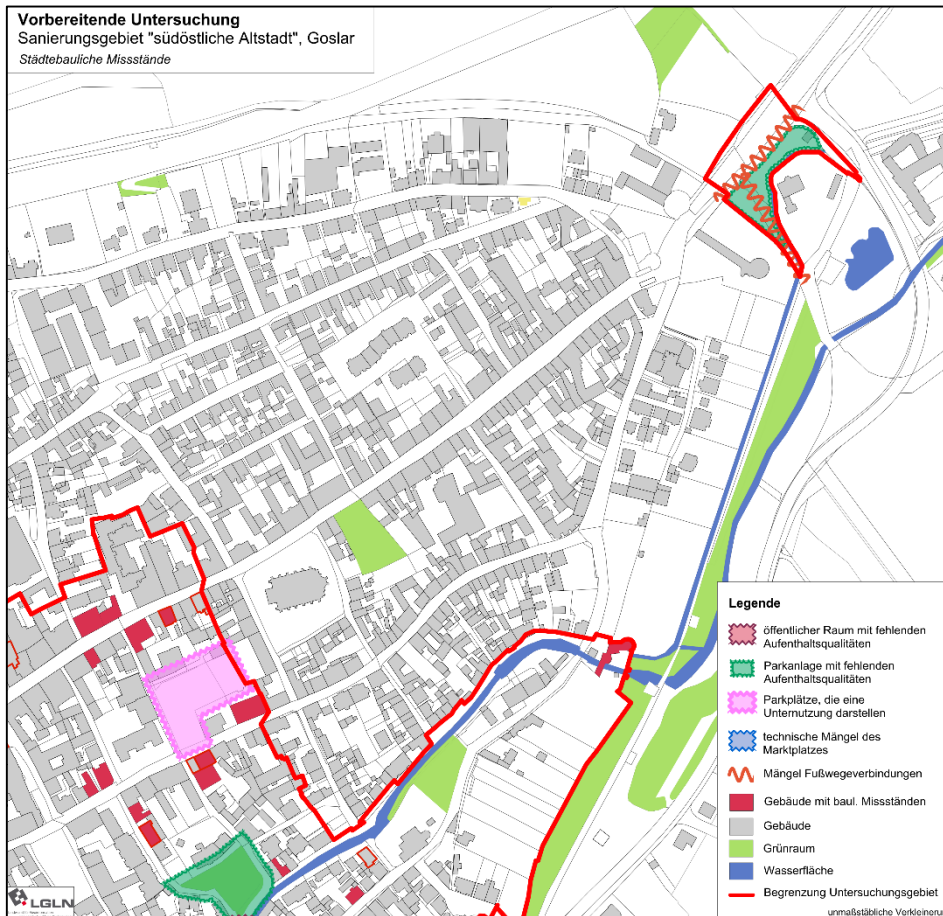 Vorbereitende Untersuchung
Sanierungsgebiet "südöstliche Altstadt", Goslar
Städtebauliche Missstände
Legende
öffentlicher Raum mit fehlenden
Aufenthaltsqualitäten
Parkanlage mit fehlenden
Aufenthaltsqualitäten
Parkplätze, die eine
Unternutzung darstellen
technische Mängel des
Marktplatzes
Mängel Fußwegeverbindungen
Gebäude mit baul. Missständen
Gebäude
Grünraum
Wasserfläche
Begrenzung Untersuchungsgebiet
unmaßstäbliche Verkleineru
LGLN